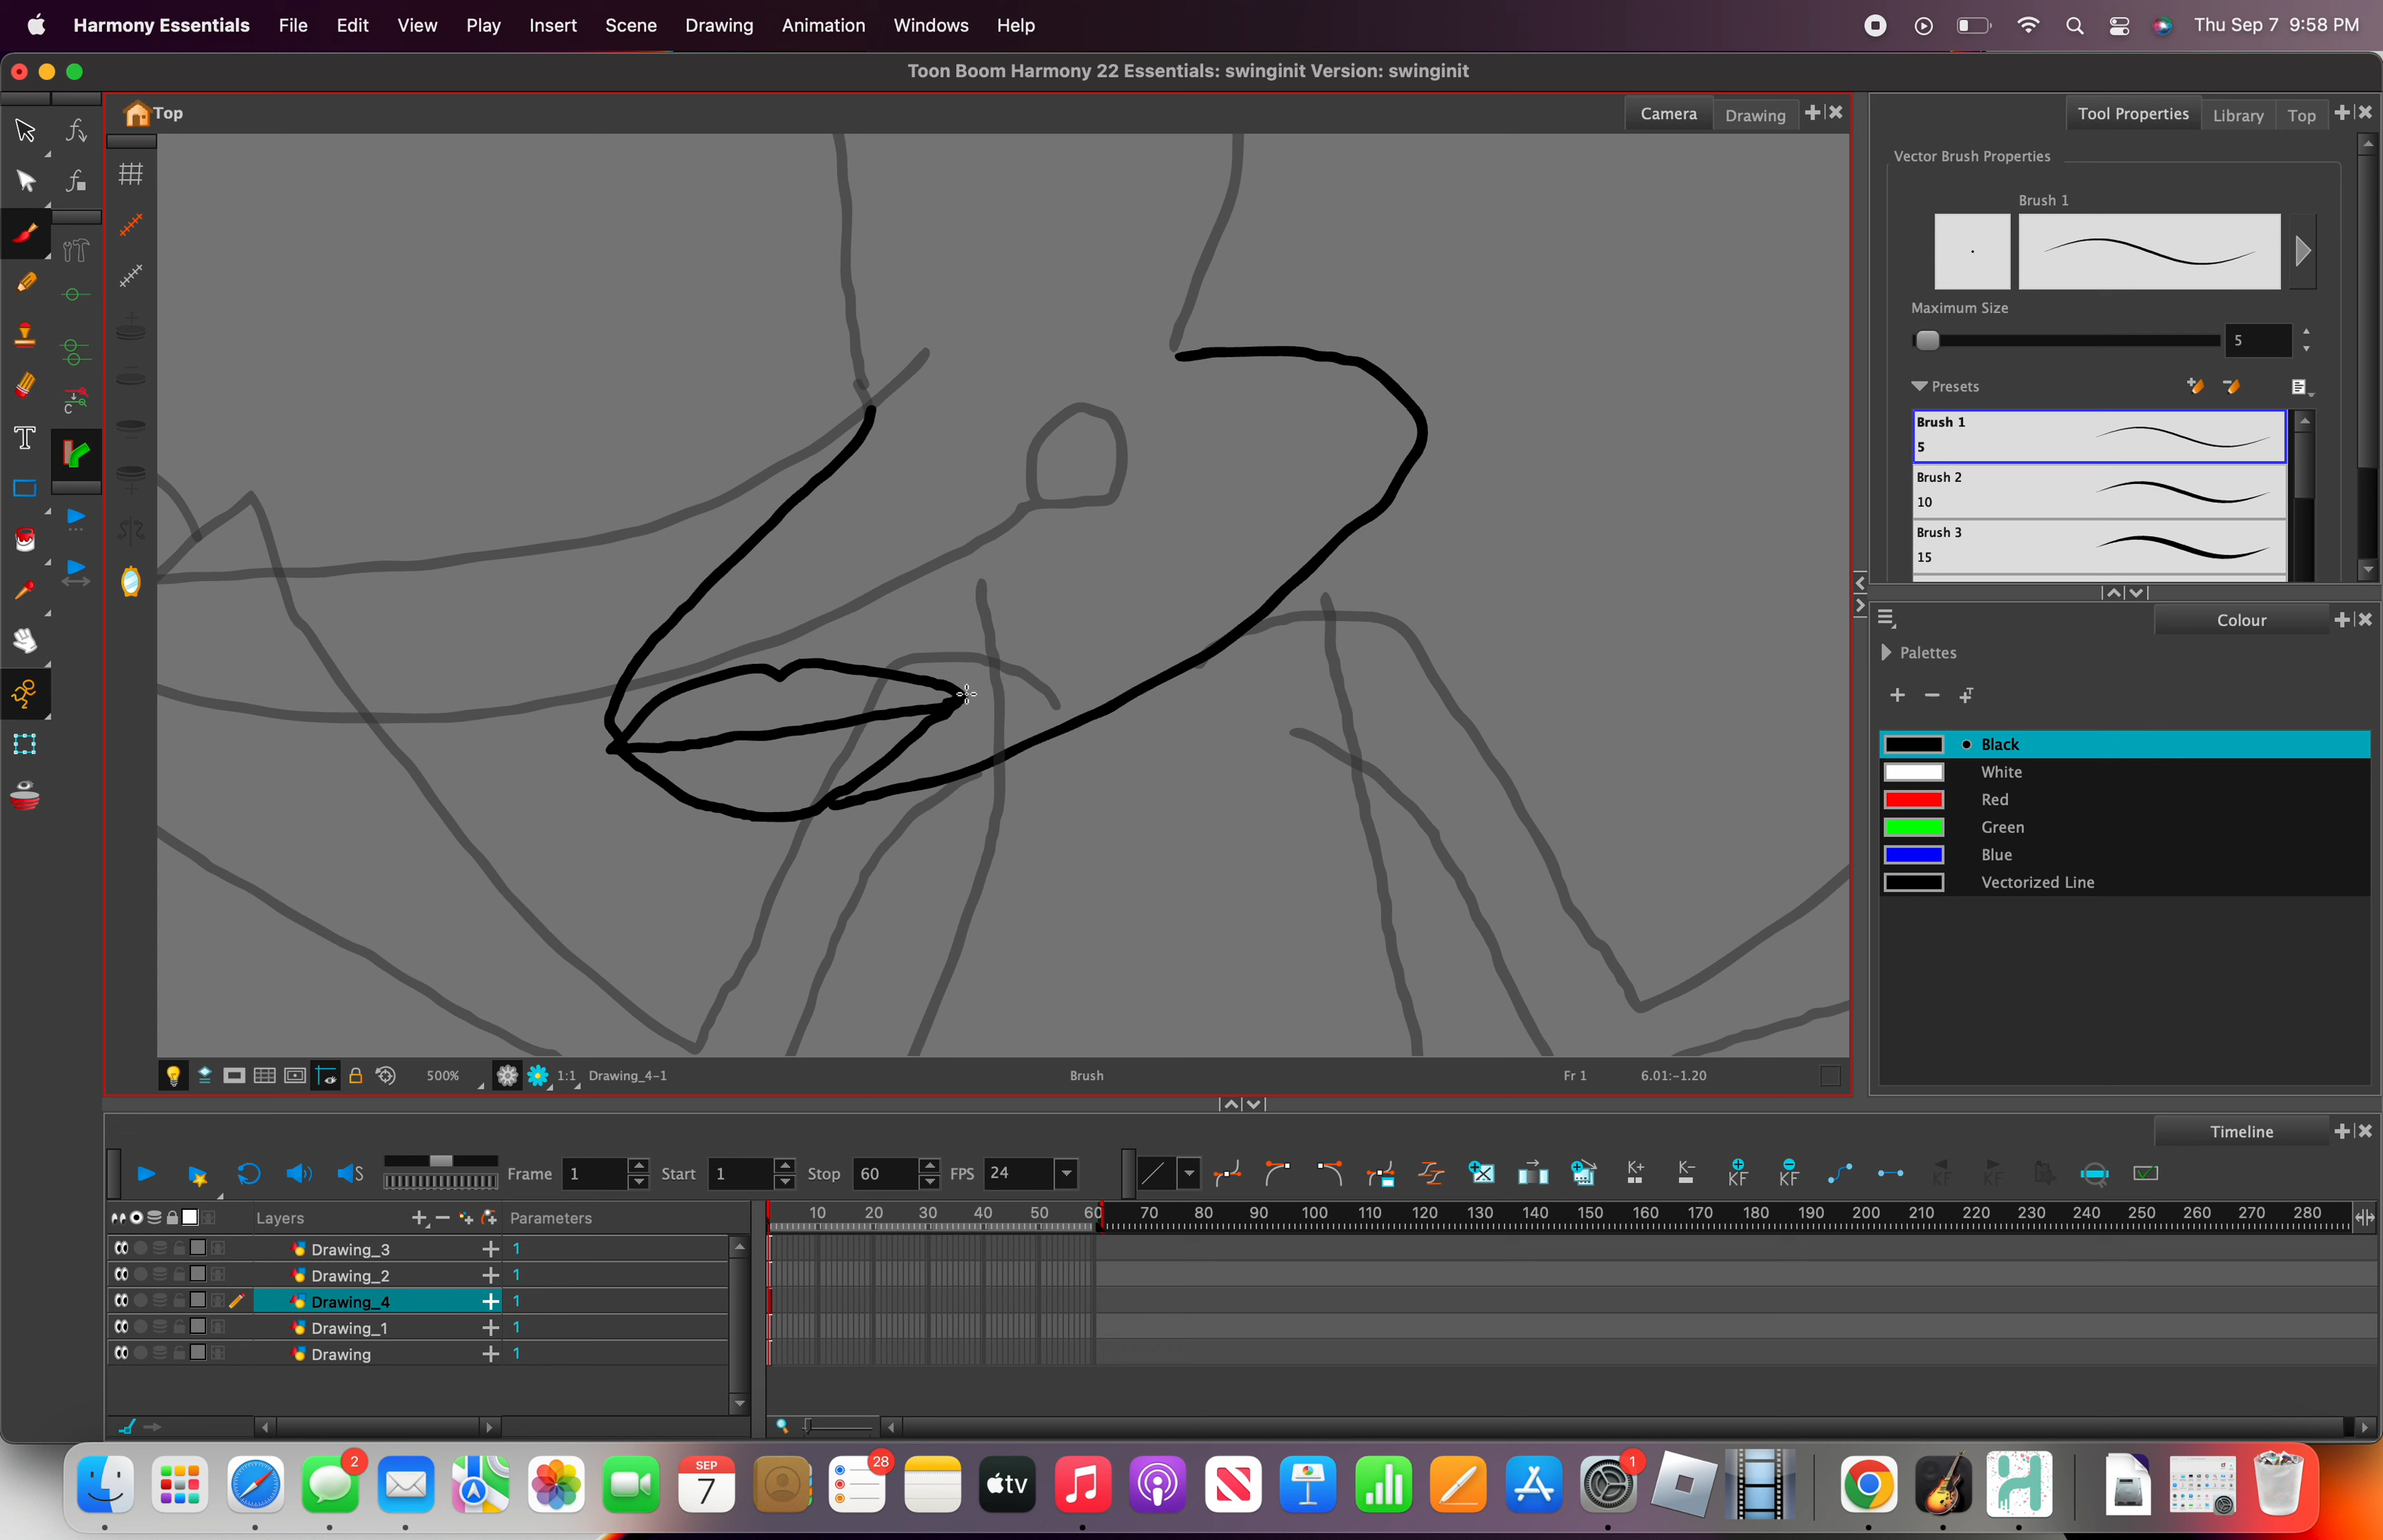 Harmony Essentials File Edit View Play Insert Scene Drawing Animation Windows Help Thu Sep 7 9:58 PM
Toon Boom Harmony 22 Essentials: swinginit Version: swinginit
Top Camera Drawing Tool Properties Library Top
Vector Brush Properties
Brush 1
Maximum Size
5
Presets
Brush 1
5
Brush 2
10
Brush 3
15
Colour
Palettes
Black
White
Red
Green
Blue
Vectorized Line
500% 1:1 Drawing_4-1 Brush Fr 1 6.01:-1.20
Timeline
Frame 1 Start 1 Stop 60 FPS 24
Layers Parameters 10 20 30 40 50 60 70 80 90 100 110 120 130 140 150 160 170 180 190 200 210 220 230 240 250 260 270 280
Drawing_3 1
Drawing_2 1
Drawing_4 1
Drawing_1 1
Drawing 1
2 SEP 7 28 tv 1